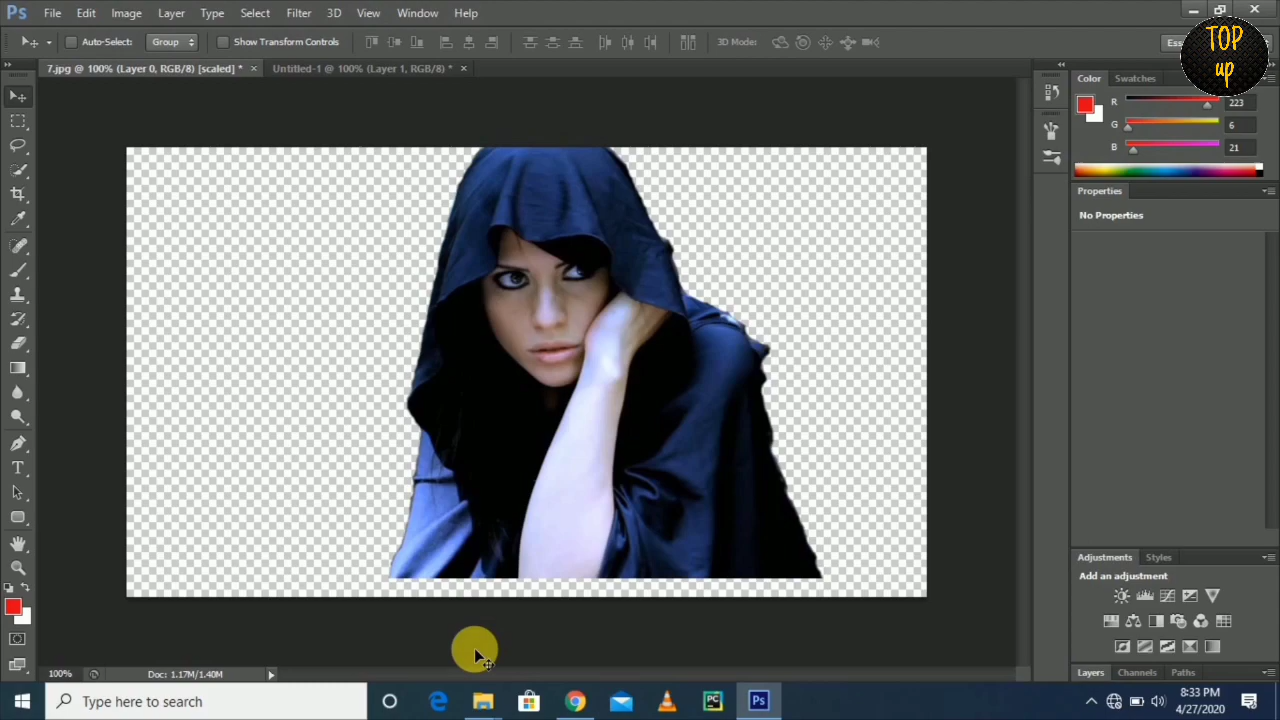 Ps File Edit Image Layer Type Select Filter 3D View Window Help
Auto-Select: Group Show Transform Controls 3D Mode: Ess
TOP
up
7.jpg @ 100% (Layer 0, RGB/8) [scaled] * × Untitled-1 @ 100% (Layer 1, RGB/8) * ×
Color Swatches
R 223
G 6
B 21
Properties
No Properties
T
Adjustments Styles
Add an adjustment
100% Doc: 1.17M/1.40M
Layers Channels Paths
Type here to search
PC
Ps
8:33 PM
4/27/2020